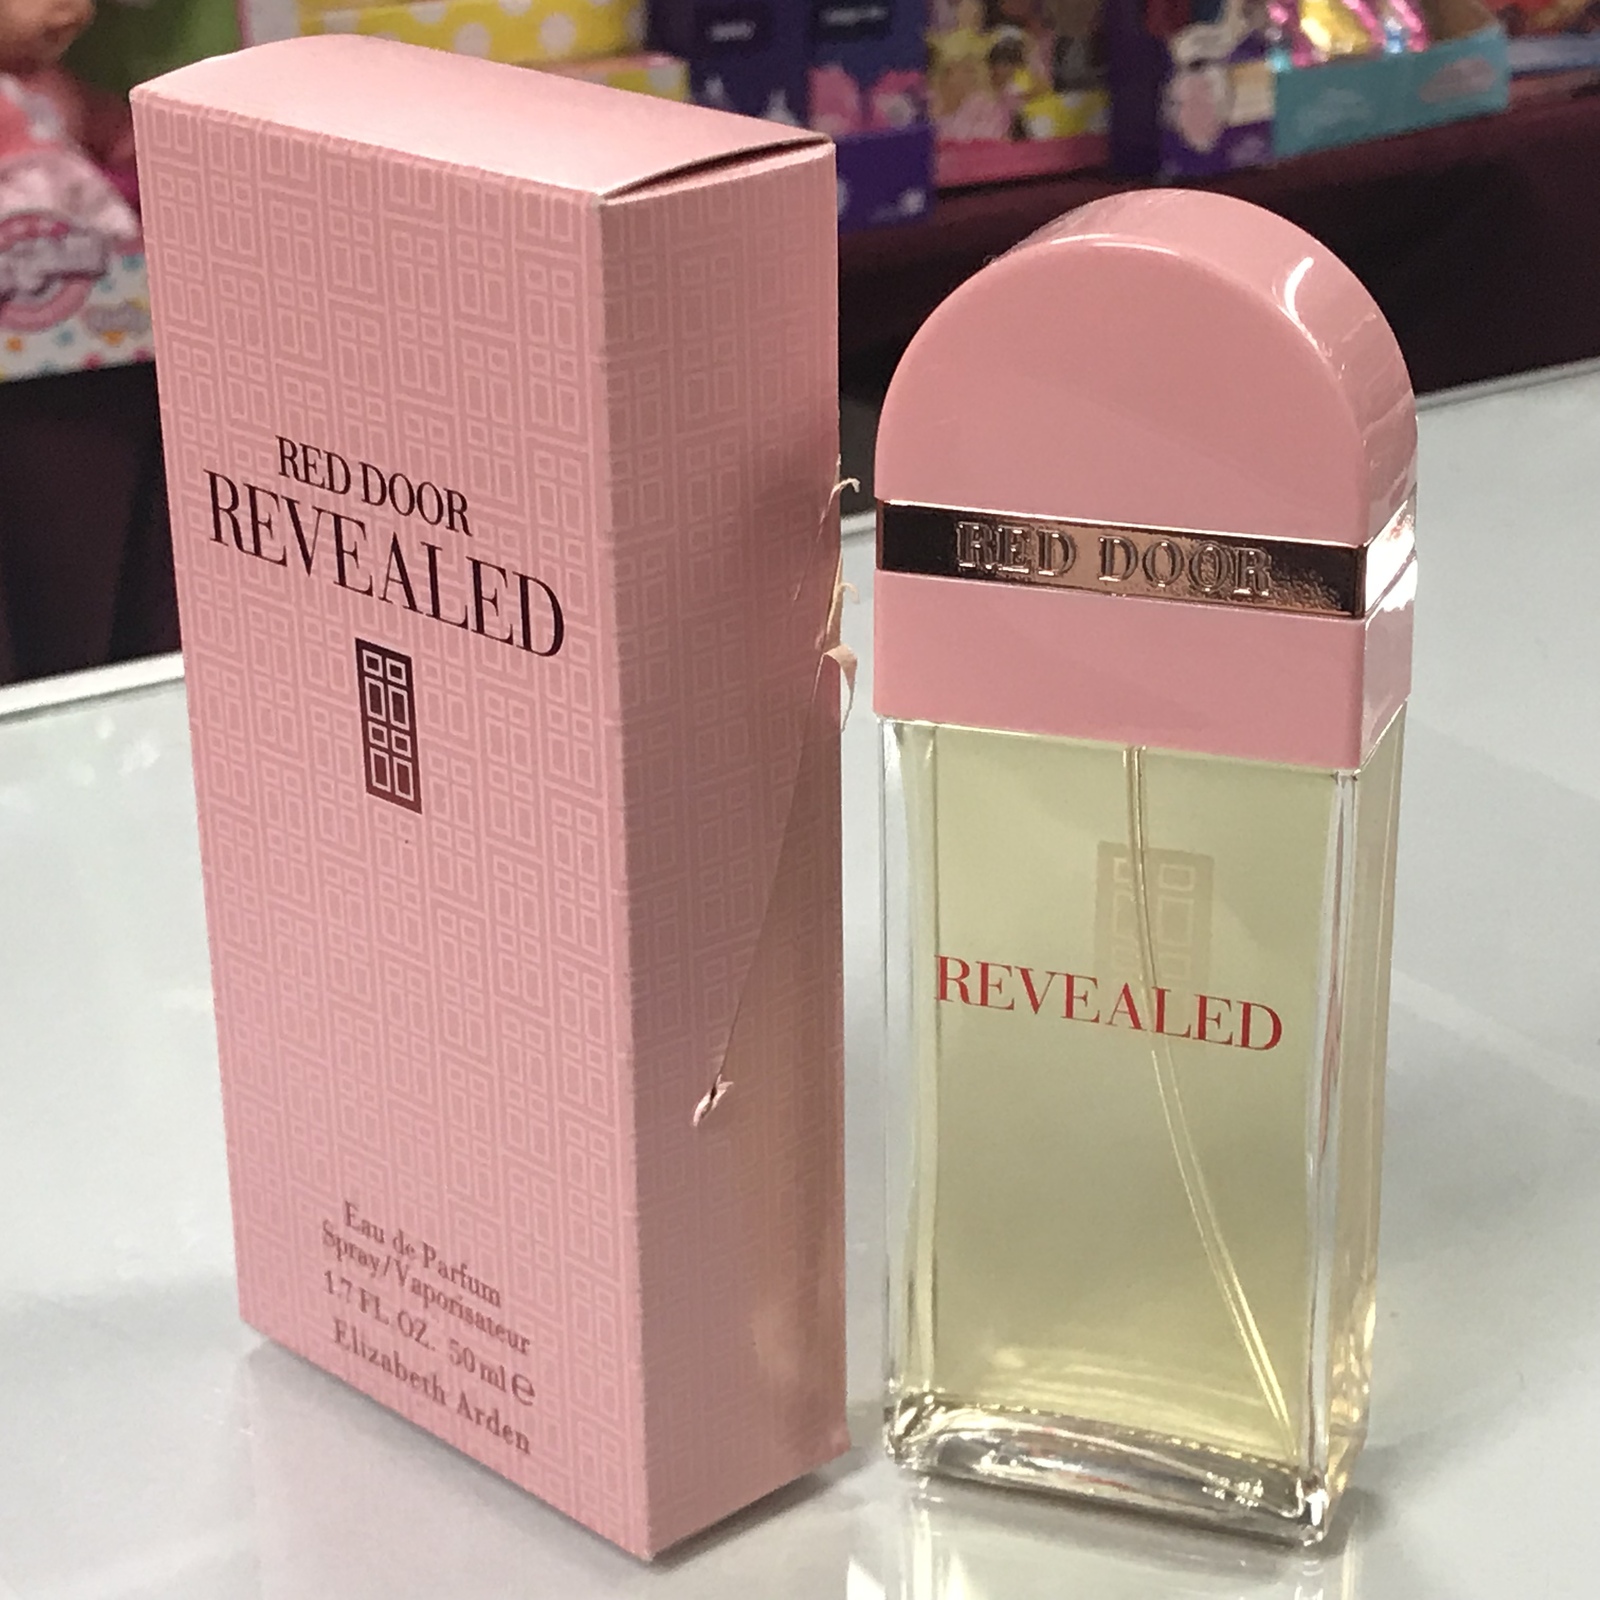 RED DOOR
REVEALED
Eau de Parfum
Spray/Vaporisateur
1.7 FL. OZ. 50 ml ℮
Elizabeth Arden
RED DOOR
REVEALED